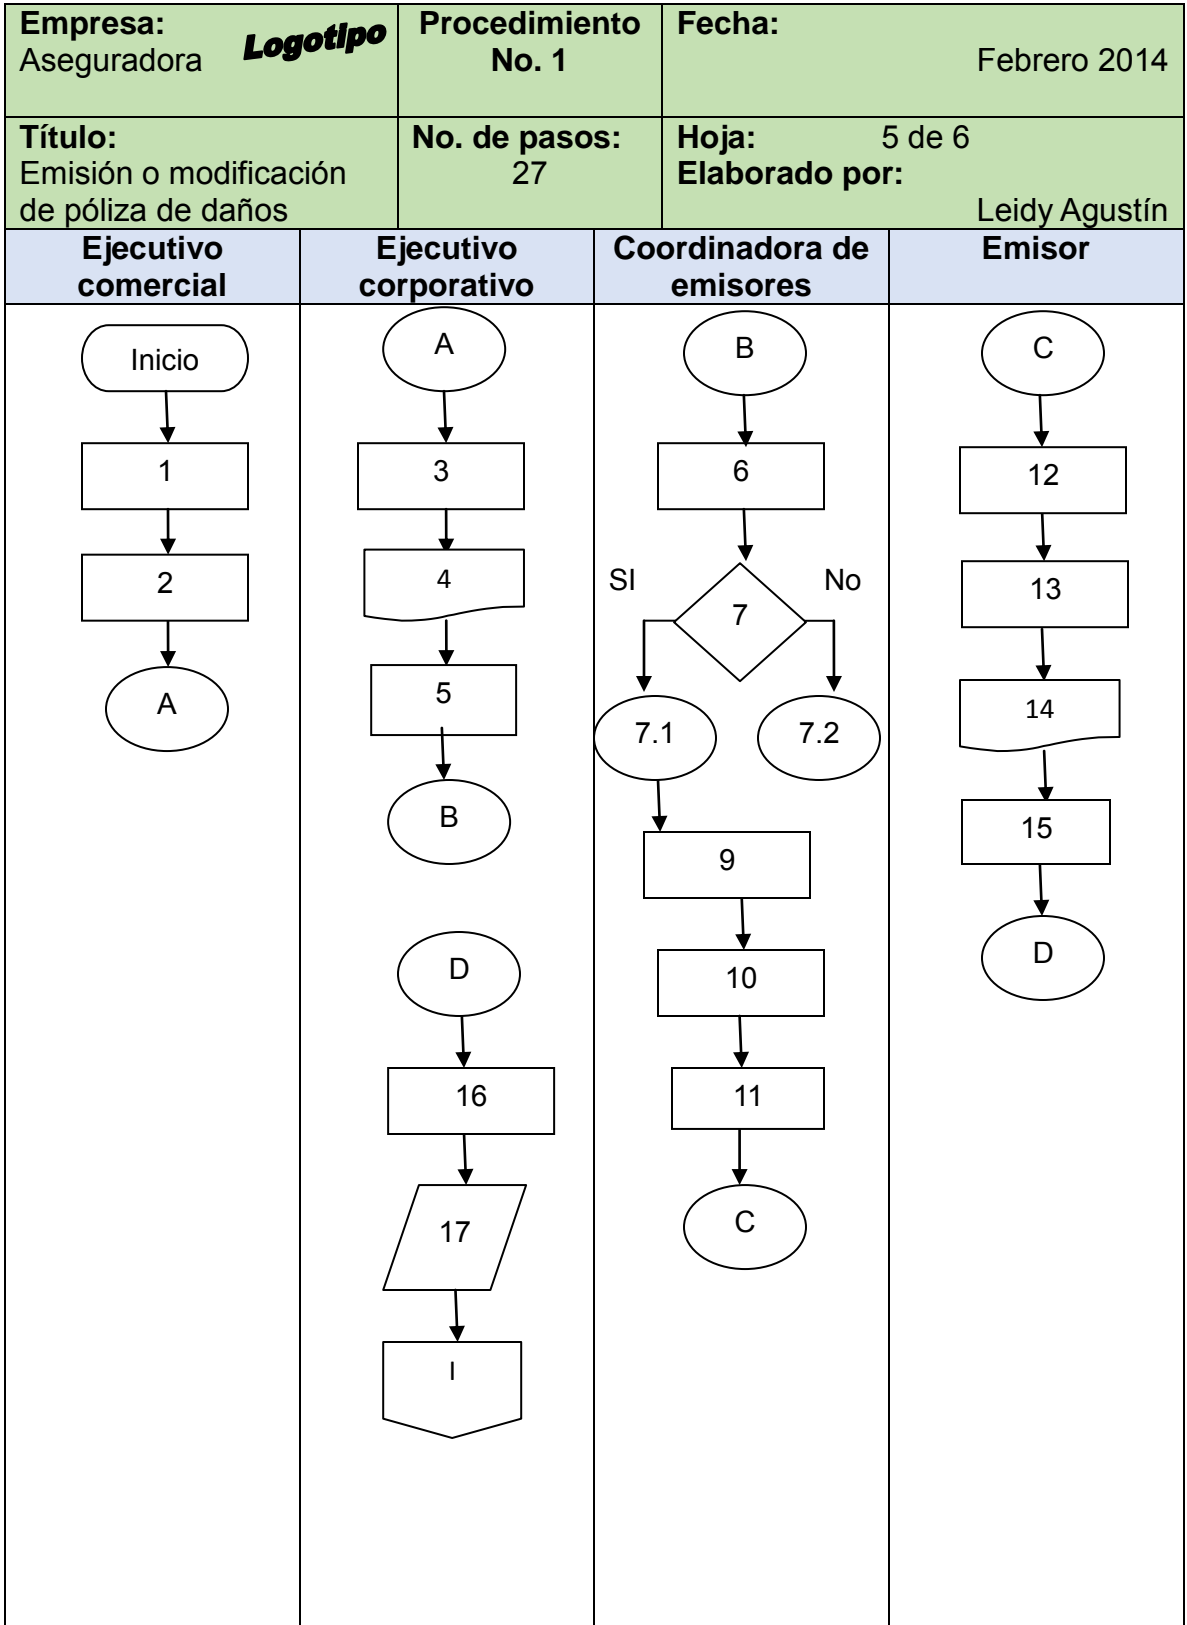 Empresa:
Aseguradora
Logotipo
Procedimiento
No. 1
Fecha:
Febrero 2014
Título:
Emisión o modificación
de póliza de daños
No. de pasos:
27
Hoja: 5 de 6
Elaborado por:
Leidy Agustín
Ejecutivo
comercial
Ejecutivo
corporativo
Coordinadora de
emisores
Emisor
Inicio
1
2
A
A
3
4
5
B
D
16
17
I
B
6
SI
7
No
7.1
7.2
9
10
11
C
C
12
13
14
15
D